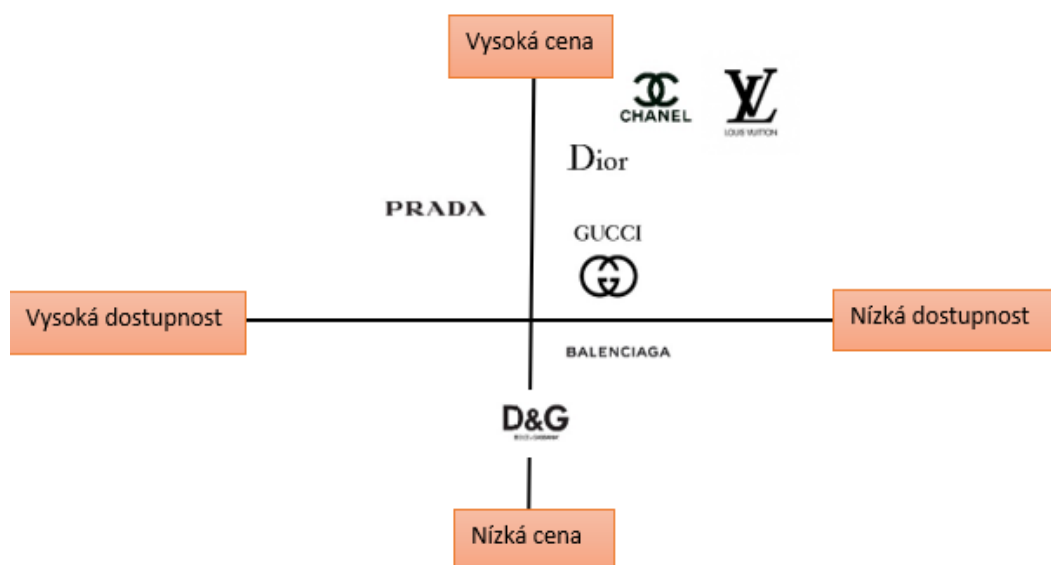 Vysoká cena
CHANEL
LOUIS VUITTON
Dior
PRADA
GUCCI
Vysoká dostupnost
Nízká dostupnost
BALENCIAGA
D&G
Nízká cena